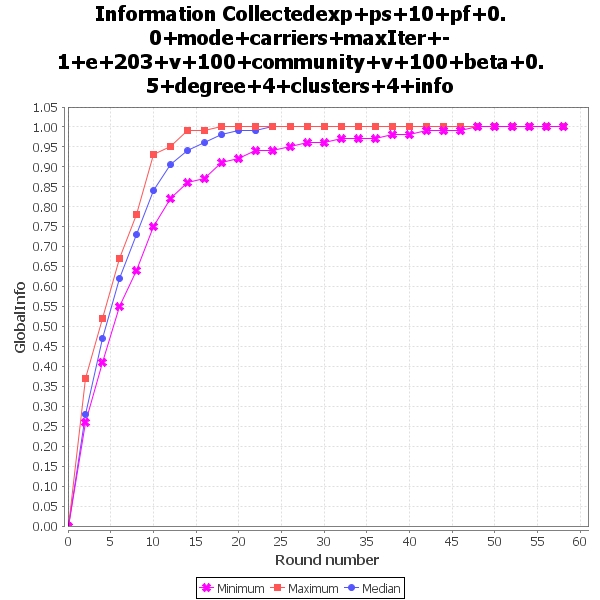 Information Collectedexp+ps+10+pf+0.
0+mode+carriers+maxIter+-
1+e+203+v+100+community+v+100+beta+0.
5+degree+4+clusters+4+info
1.05
1.00
0.95
0.90
0.85
0.80
0.75
0.70
0.65
0.60
0.55
0.50
0.45
0.40
0.35
0.30
0.25
0.20
0.15
0.10
0.05
0.00
GlobalInfo
0 5 10 15 20 25 30 35 40 45 50 55 60
Round number
Minimum Maximum Median